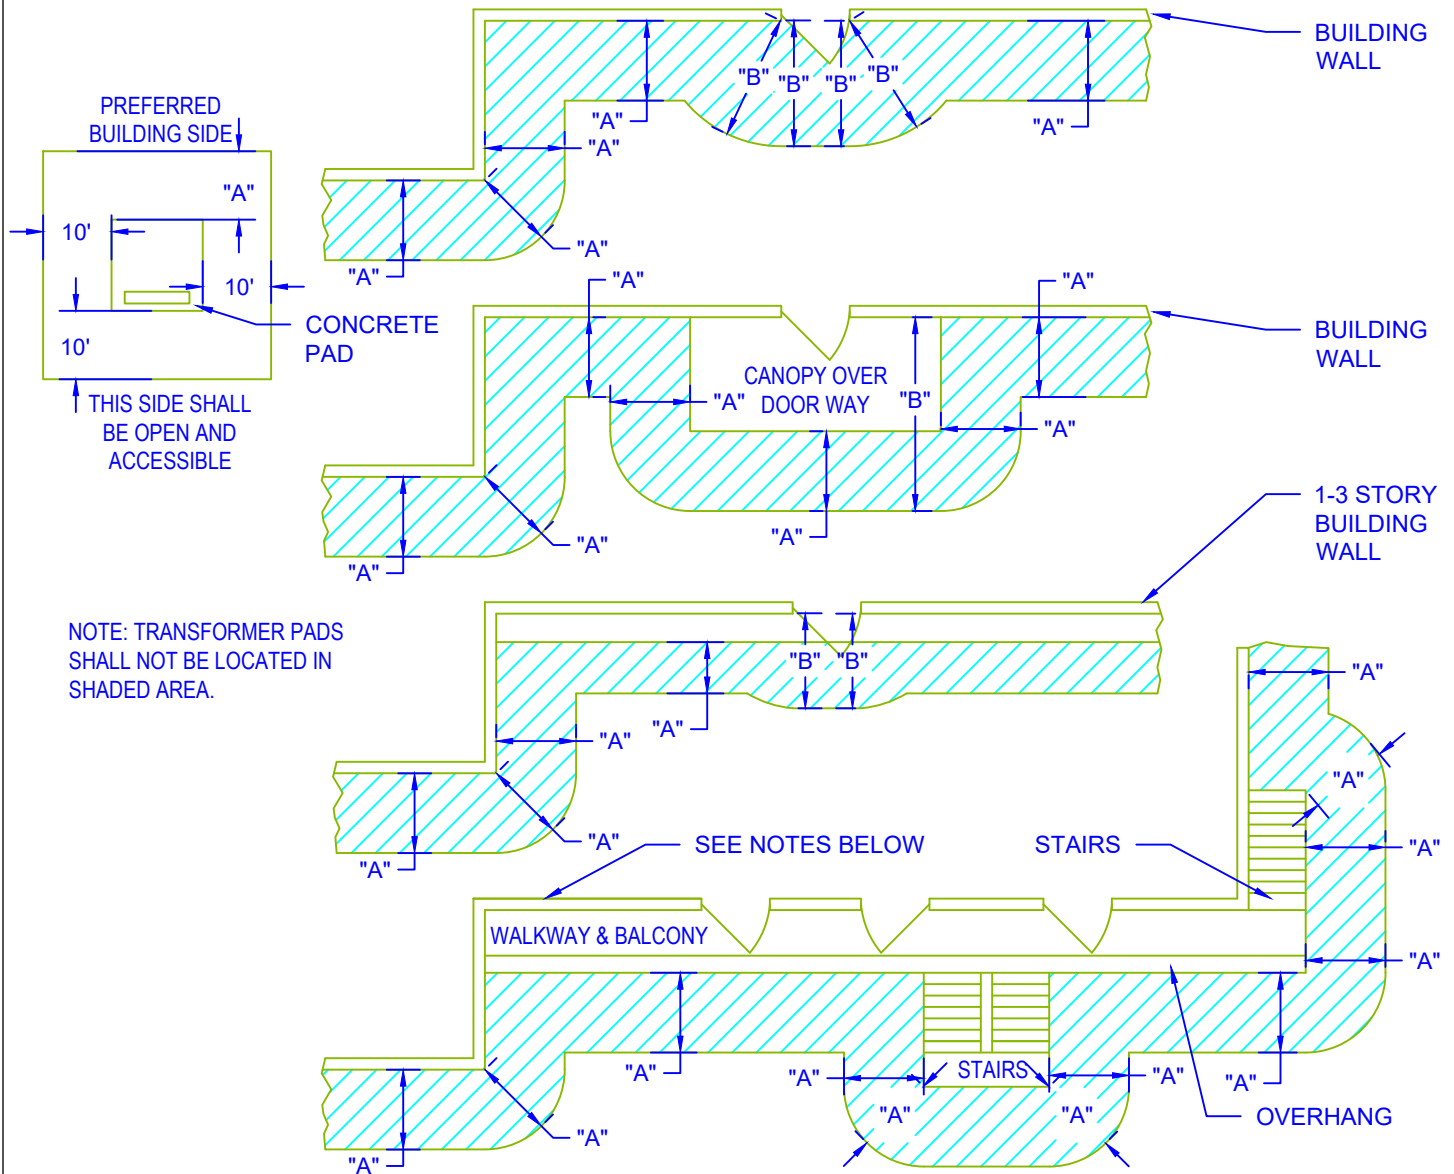 BUILDING
WALL
"B" "B" "B" "B"
"A"
"A"
"A"
PREFERRED
BUILDING SIDE
"A"
10'
10'
10'
CONCRETE
PAD
THIS SIDE SHALL
BE OPEN AND
ACCESSIBLE
"A"
"A"
"A"
"A"
BUILDING
WALL
CANOPY OVER
DOOR WAY
"A"
"B"
"A"
"A"
"A"
"A"
1-3 STORY
BUILDING
WALL
NOTE: TRANSFORMER PADS
SHALL NOT BE LOCATED IN
SHADED AREA.
"B" "B"
"A"
"A"
"A"
"A"
"A"
"A"
SEE NOTES BELOW
STAIRS
"A"
WALKWAY & BALCONY
"A"
"A"
"A"
STAIRS
"A"
"A"
"A"
"A"
OVERHANG
"A"
"A"